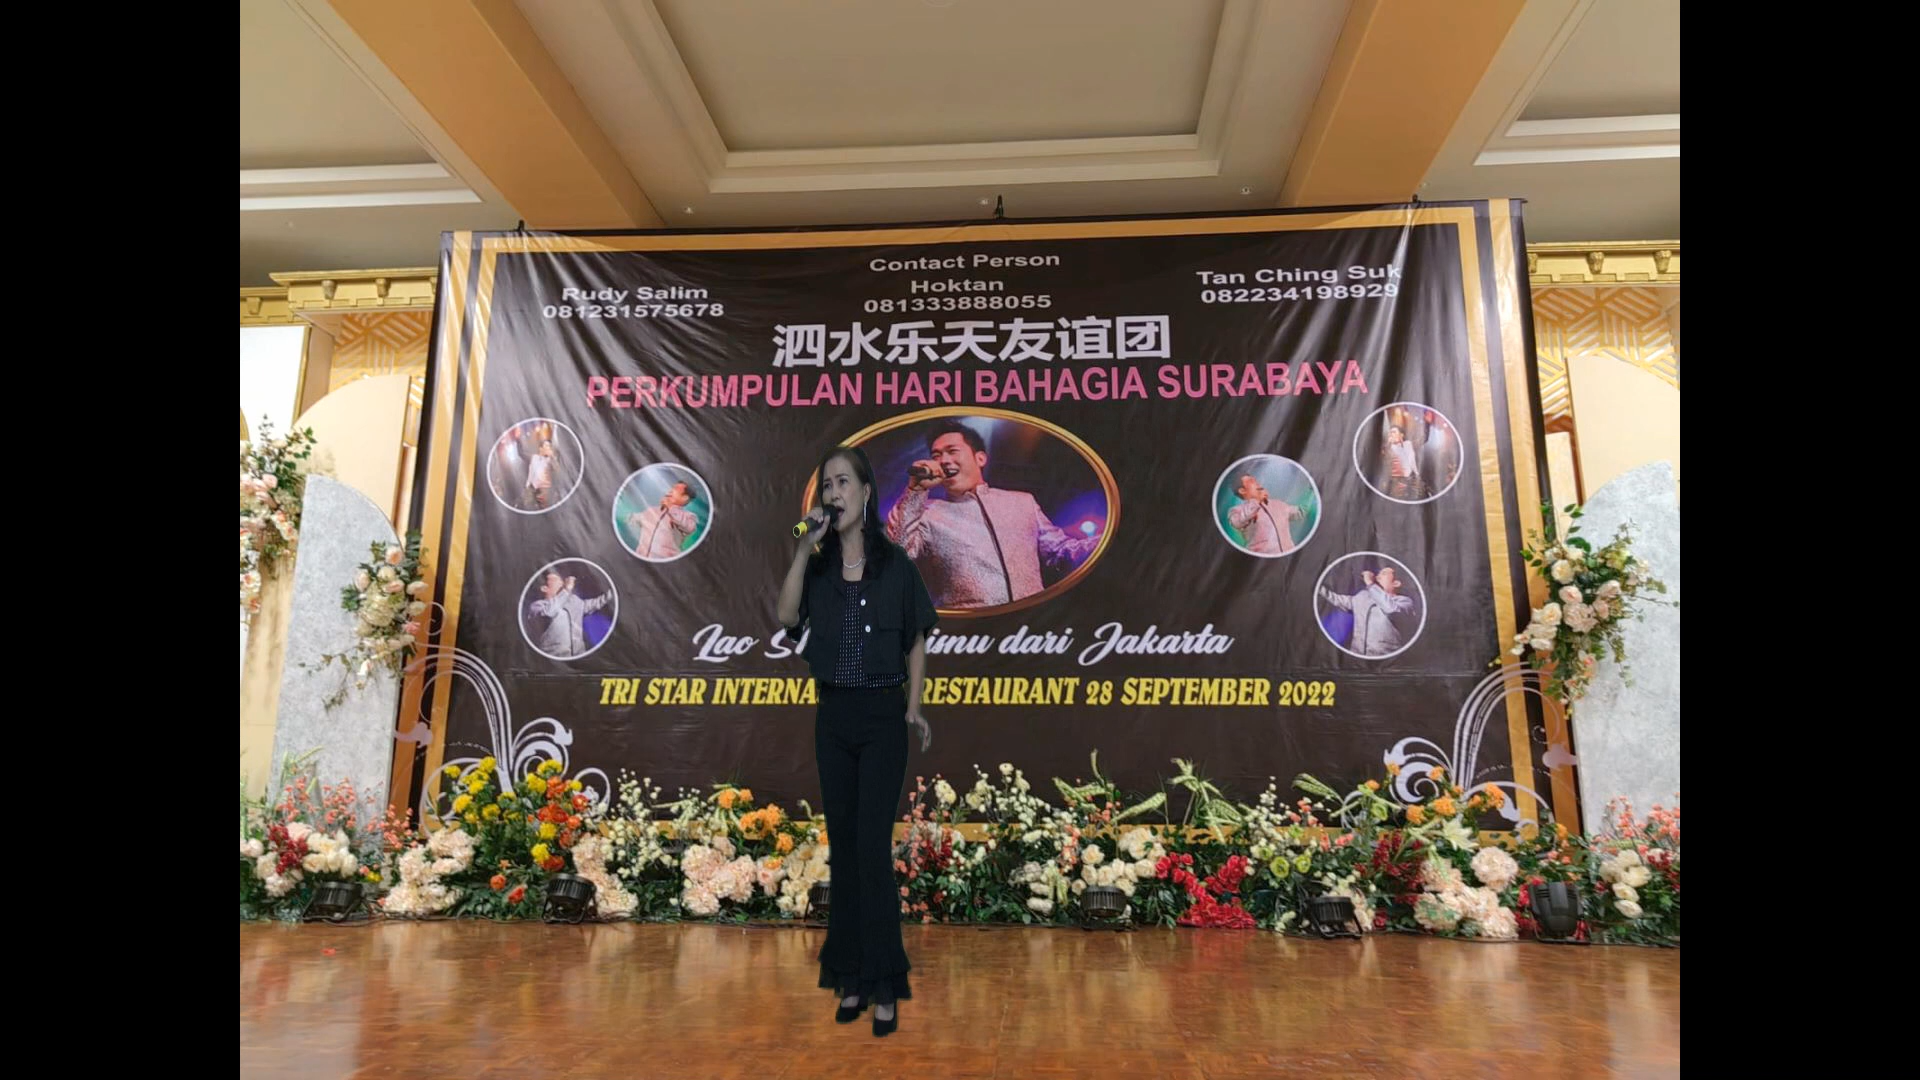 Contact Person
Rudy Salim
081231575678
Hoktan
081333888055
Tan Ching Suk
082234198929
泗水乐天友谊团
PERKUMPULAN HARI BAHAGIA SURABAYA
Lao dari Jakarta
TRI STAR RESTAURANT 28 SEPTEMBER 2022